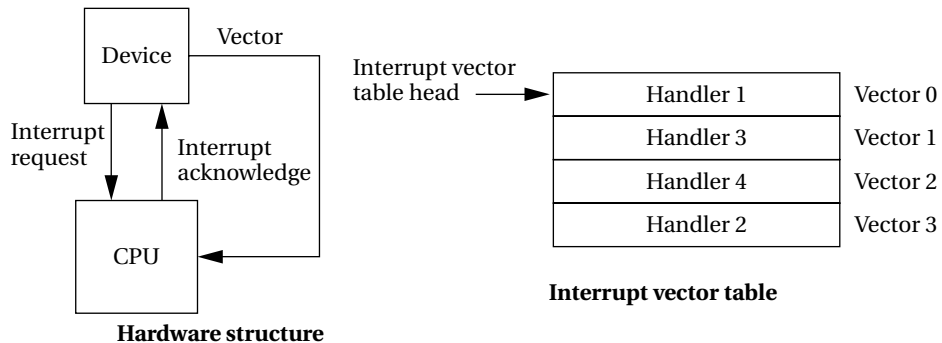 Device
Vector
Interrupt
request
Interrupt
acknowledge
CPU
Hardware structure
Interrupt vector
table head
Handler 1
Vector 0
Handler 3
Vector 1
Handler 4
Vector 2
Handler 2
Vector 3
Interrupt vector table